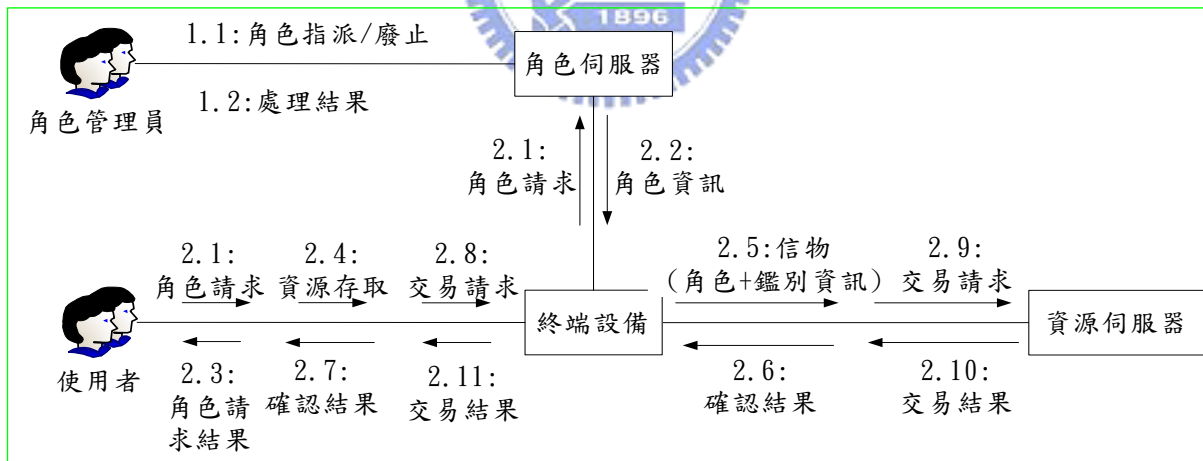 1896
1.1:角色指派/廢止
角色伺服器
1.2:處理結果
角色管理員
2.1:
角色請求
2.2:
角色資訊
2.1:
角色請求
2.4:
資源存取
2.8:
交易請求
2.5:信物
(角色+鑑別資訊)
2.9:
交易請求
終端設備
資源伺服器
使用者
2.3:
角色請
求結果
2.7:
確認結果
2.11:
交易結果
2.6:
確認結果
2.10:
交易結果